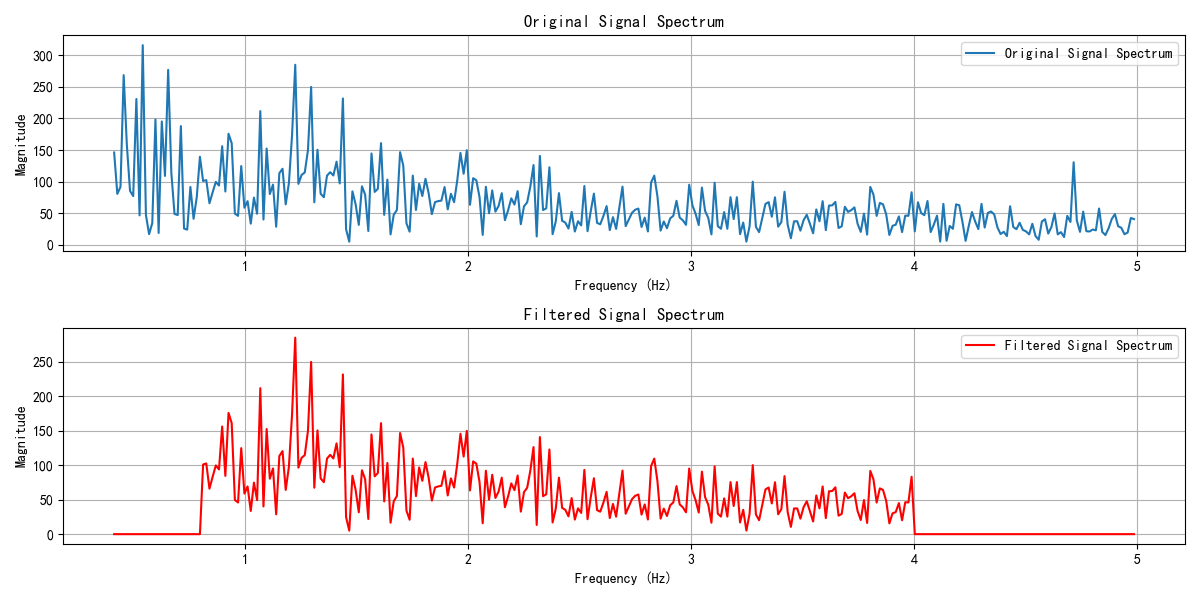 Original Signal Spectrum
Original Signal Spectrum
Magnitude
300
250
200
150
100
50
0
1
2
3
4
5
Frequency (Hz)
Filtered Signal Spectrum
Filtered Signal Spectrum
Magnitude
250
200
150
100
50
0
1
2
3
4
5
Frequency (Hz)